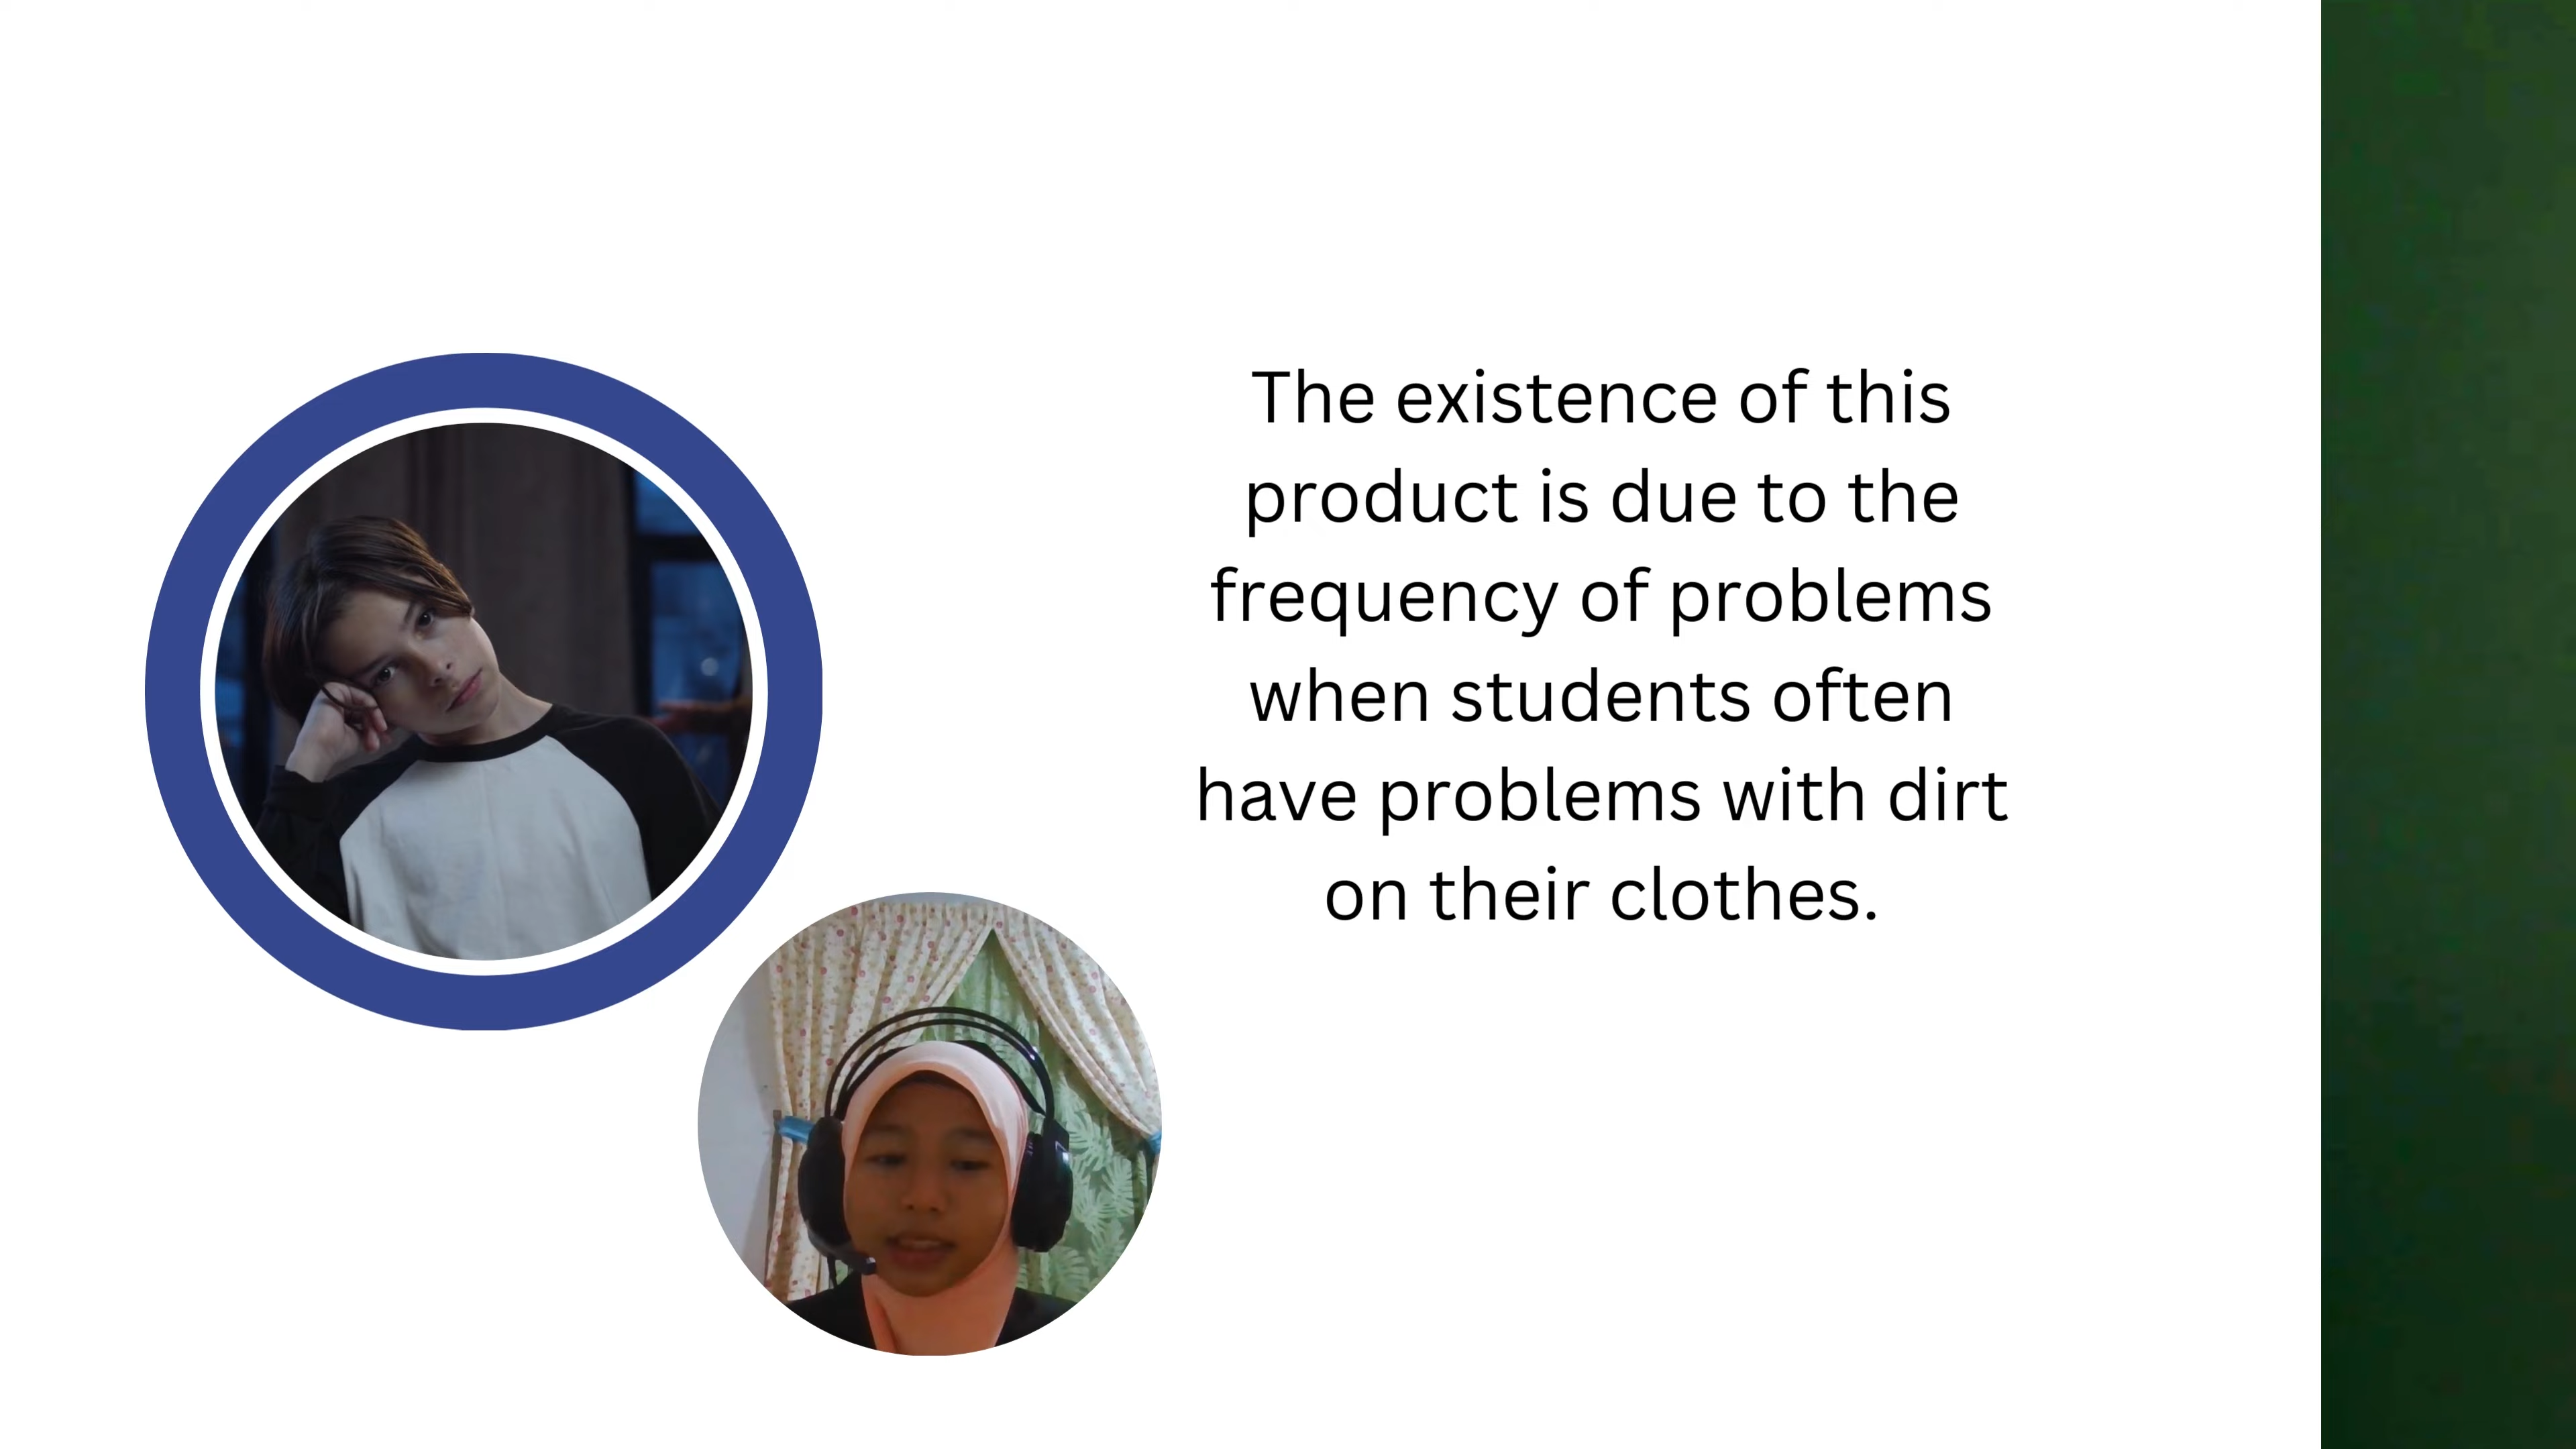 The existence of this
product is due to the
frequency of problems
when students often
have problems with dirt
on their clothes.